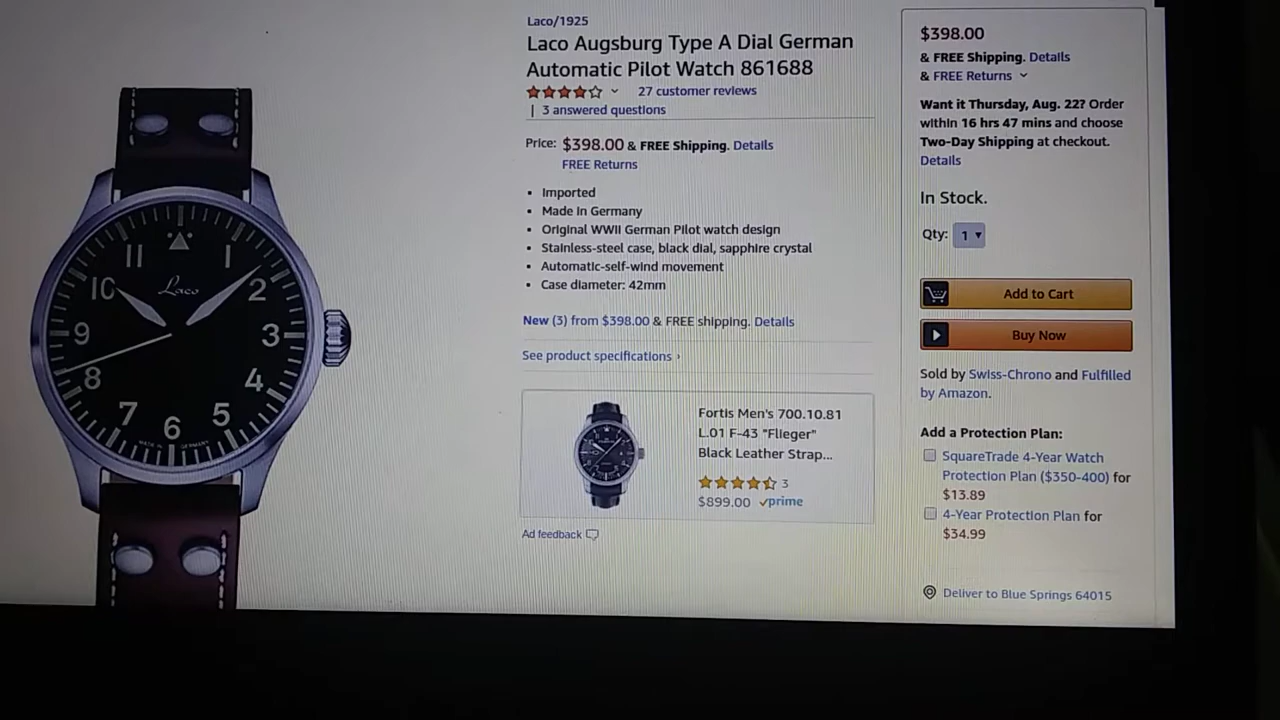 Laco/1925
Laco Augsburg Type A Dial German
Automatic Pilot Watch 861688
27 customer reviews
| 3 answered questions
Price: $398.00 & FREE Shipping. Details
FREE Returns
• Imported
• Made in Germany
• Original WWII German Pilot watch design
• Stainless-steel case, black dial, sapphire crystal
• Automatic-self-wind movement
• Case diameter: 42mm
New (3) from $398.00 & FREE shipping. Details
See product specifications ›
Fortis Men's 700.10.81
L.01 F-43 "Flieger"
Black Leather Strap...
3
$899.00 prime
Ad feedback
$398.00
& FREE Shipping. Details
& FREE Returns
Want it Thursday, Aug. 22? Order
within 16 hrs 47 mins and choose
Two-Day Shipping at checkout.
Details
In Stock.
Qty: 1
Add to Cart
Buy Now
Sold by Swiss-Chrono and Fulfilled
by Amazon.
Add a Protection Plan:
SquareTrade 4-Year Watch
Protection Plan ($350-400) for
$13.89
4-Year Protection Plan for
$34.99
Deliver to Blue Springs 64015
11 1
10 Laco 2
9 3
8 4
7 5
6
MADE IN GERMANY